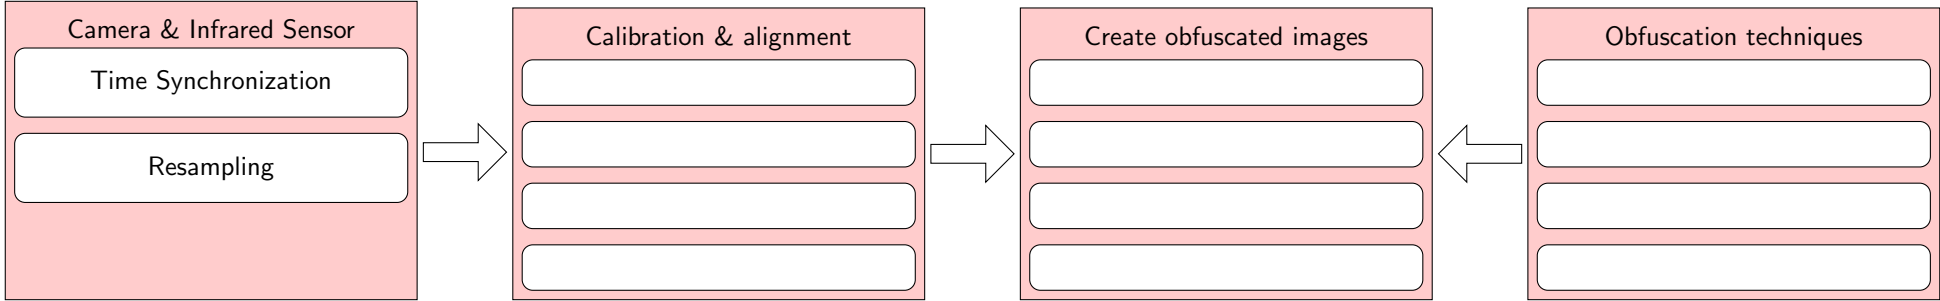 Camera & Infrared Sensor
Time Synchronization
Resampling
Calibration & alignment
Create obfuscated images
Obfuscation techniques